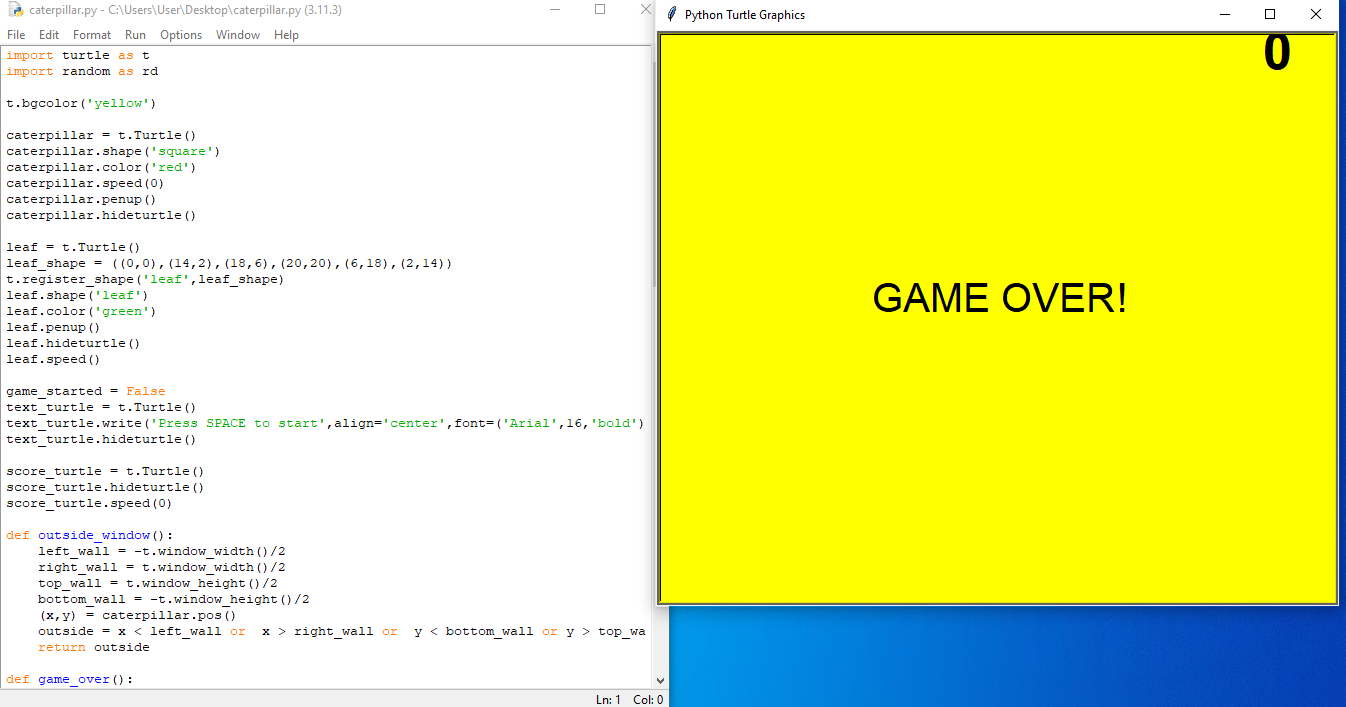 caterpillar.py - C:\Users\User\Desktop\caterpillar.py (3.11.3)
File Edit Format Run Options Window Help
import turtle as t
import random as rd
t.bgcolor('yellow')
caterpillar = t.Turtle()
caterpillar.shape('square')
caterpillar.color('red')
caterpillar.speed(0)
caterpillar.penup()
caterpillar.hideturtle()
leaf = t.Turtle()
leaf_shape = ((0,0),(14,2),(18,6),(20,20),(6,18),(2,14))
t.register_shape('leaf',leaf_shape)
leaf.shape('leaf')
leaf.color('green')
leaf.penup()
leaf.hideturtle()
leaf.speed()
game_started = False
text_turtle = t.Turtle()
text_turtle.write('Press SPACE to start',align='center',font=('Arial',16,'bold')
text_turtle.hideturtle()
score_turtle = t.Turtle()
score_turtle.hideturtle()
score_turtle.speed(0)
def outside_window():
    left_wall = -t.window_width()/2
    right_wall = t.window_width()/2
    top_wall = t.window_height()/2
    bottom_wall = -t.window_height()/2
    (x,y) = caterpillar.pos()
    outside = x < left_wall or  x > right_wall or  y < bottom_wall or y > top_wa
    return outside
def game_over():
Ln: 1 Col: 0
Python Turtle Graphics
0
GAME OVER!